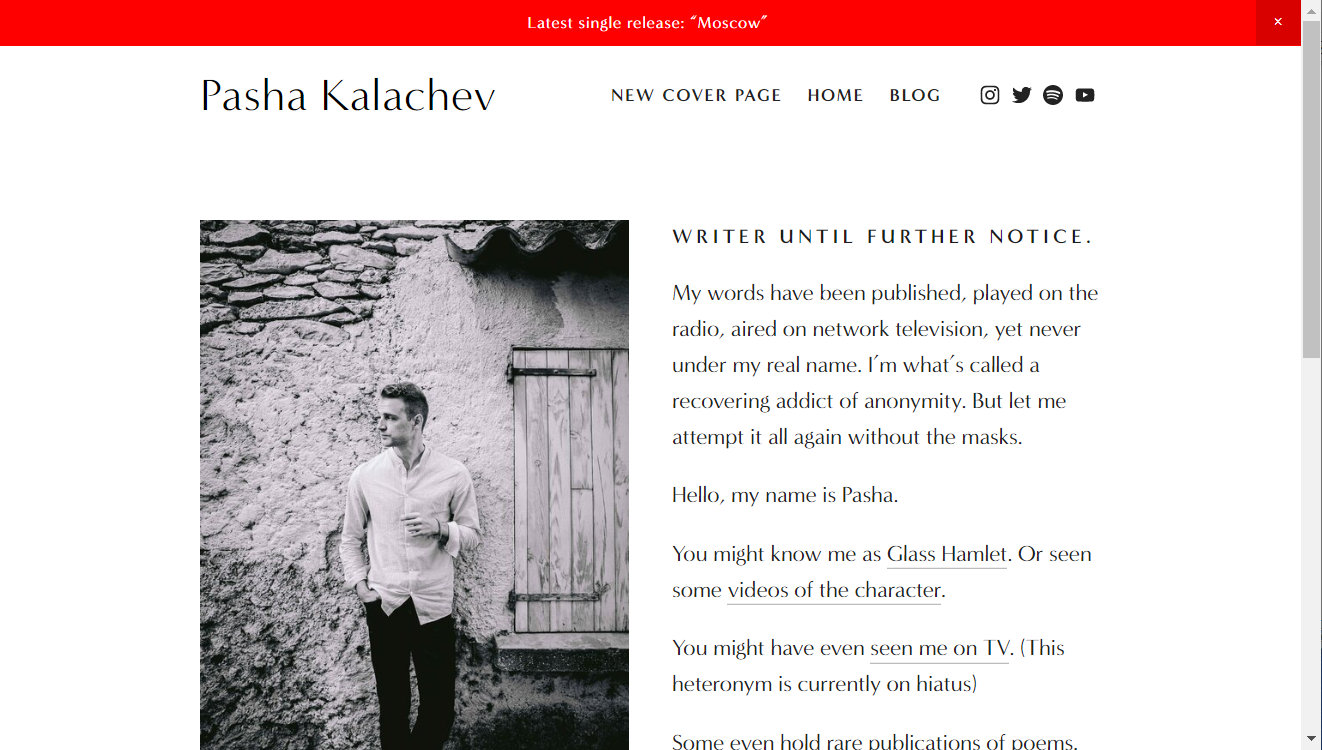 Latest single release: “Moscow”
×
Pasha Kalachev
NEW COVER PAGE HOME BLOG
WRITER UNTIL FURTHER NOTICE.
My words have been published, played on the
radio, aired on network television, yet never
under my real name. I’m what’s called a
recovering addict of anonymity. But let me
attempt it all again without the masks.
Hello, my name is Pasha.
You might know me as Glass Hamlet. Or seen
some videos of the character.
You might have even seen me on TV. (This
heteronym is currently on hiatus)
Some even hold rare publications of poems.